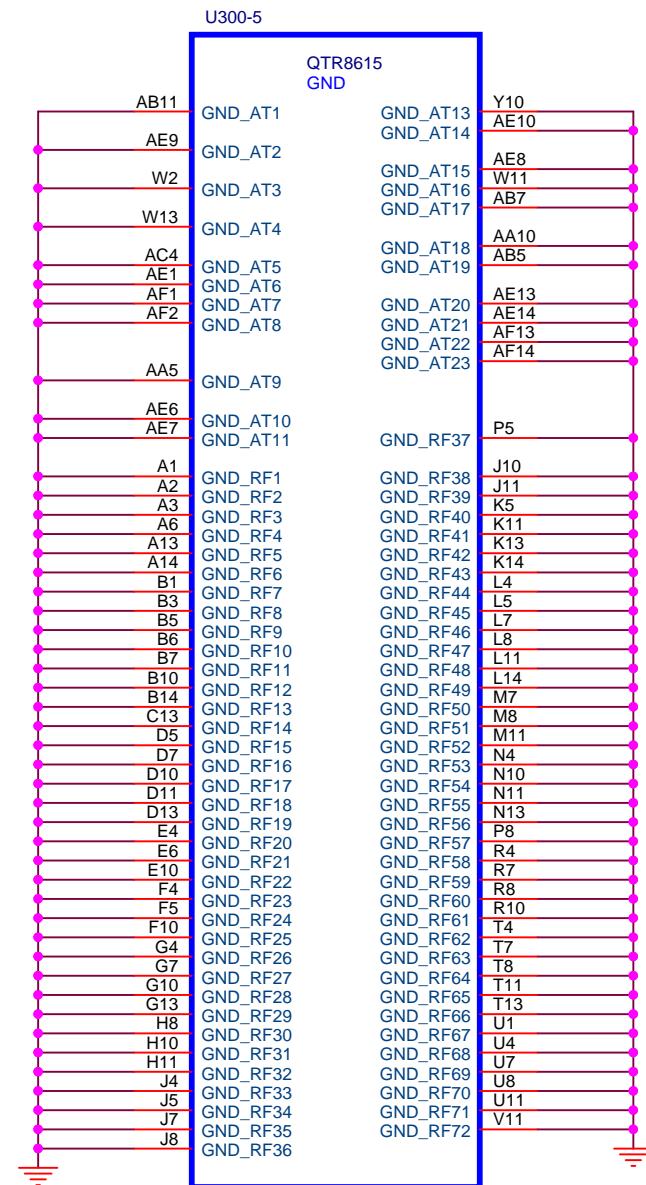 U300-5
QTR8615
GND
AB11 GND_AT1
AE9 GND_AT2
W2 GND_AT3
W13 GND_AT4
AC4 GND_AT5
AE1 GND_AT6
AF1 GND_AT7
AF2 GND_AT8
AA5 GND_AT9
AE6 GND_AT10
AE7 GND_AT11
A1 GND_RF1
A2 GND_RF2
A3 GND_RF3
A6 GND_RF4
A13 GND_RF5
A14 GND_RF6
B1 GND_RF7
B3 GND_RF8
B5 GND_RF9
B6 GND_RF10
B7 GND_RF11
B10 GND_RF12
B14 GND_RF13
C13 GND_RF14
D5 GND_RF15
D7 GND_RF16
D10 GND_RF17
D11 GND_RF18
D13 GND_RF19
E4 GND_RF20
E6 GND_RF21
E10 GND_RF22
F4 GND_RF23
F5 GND_RF24
F10 GND_RF25
G4 GND_RF26
G7 GND_RF27
G10 GND_RF28
G13 GND_RF29
H8 GND_RF30
H10 GND_RF31
H11 GND_RF32
J4 GND_RF33
J5 GND_RF34
J7 GND_RF35
J8 GND_RF36
GND_AT13 Y10
GND_AT14 AE10
GND_AT15 AE8
GND_AT16 W11
GND_AT17 AB7
GND_AT18 AA10
GND_AT19 AB5
GND_AT20 AE13
GND_AT21 AE14
GND_AT22 AF13
GND_AT23 AF14
GND_RF37 P5
GND_RF38 J10
GND_RF39 J11
GND_RF40 K5
GND_RF41 K11
GND_RF42 K13
GND_RF43 K14
GND_RF44 L4
GND_RF45 L5
GND_RF46 L7
GND_RF47 L8
GND_RF48 L11
GND_RF49 L14
GND_RF50 M7
GND_RF51 M8
GND_RF52 M11
GND_RF53 N4
GND_RF54 N10
GND_RF55 N11
GND_RF56 N13
GND_RF57 P8
GND_RF58 R4
GND_RF59 R7
GND_RF60 R8
GND_RF61 R10
GND_RF62 T4
GND_RF63 T7
GND_RF64 T8
GND_RF65 T11
GND_RF66 T13
GND_RF67 U1
GND_RF68 U4
GND_RF69 U7
GND_RF70 U8
GND_RF71 U11
GND_RF72 V11